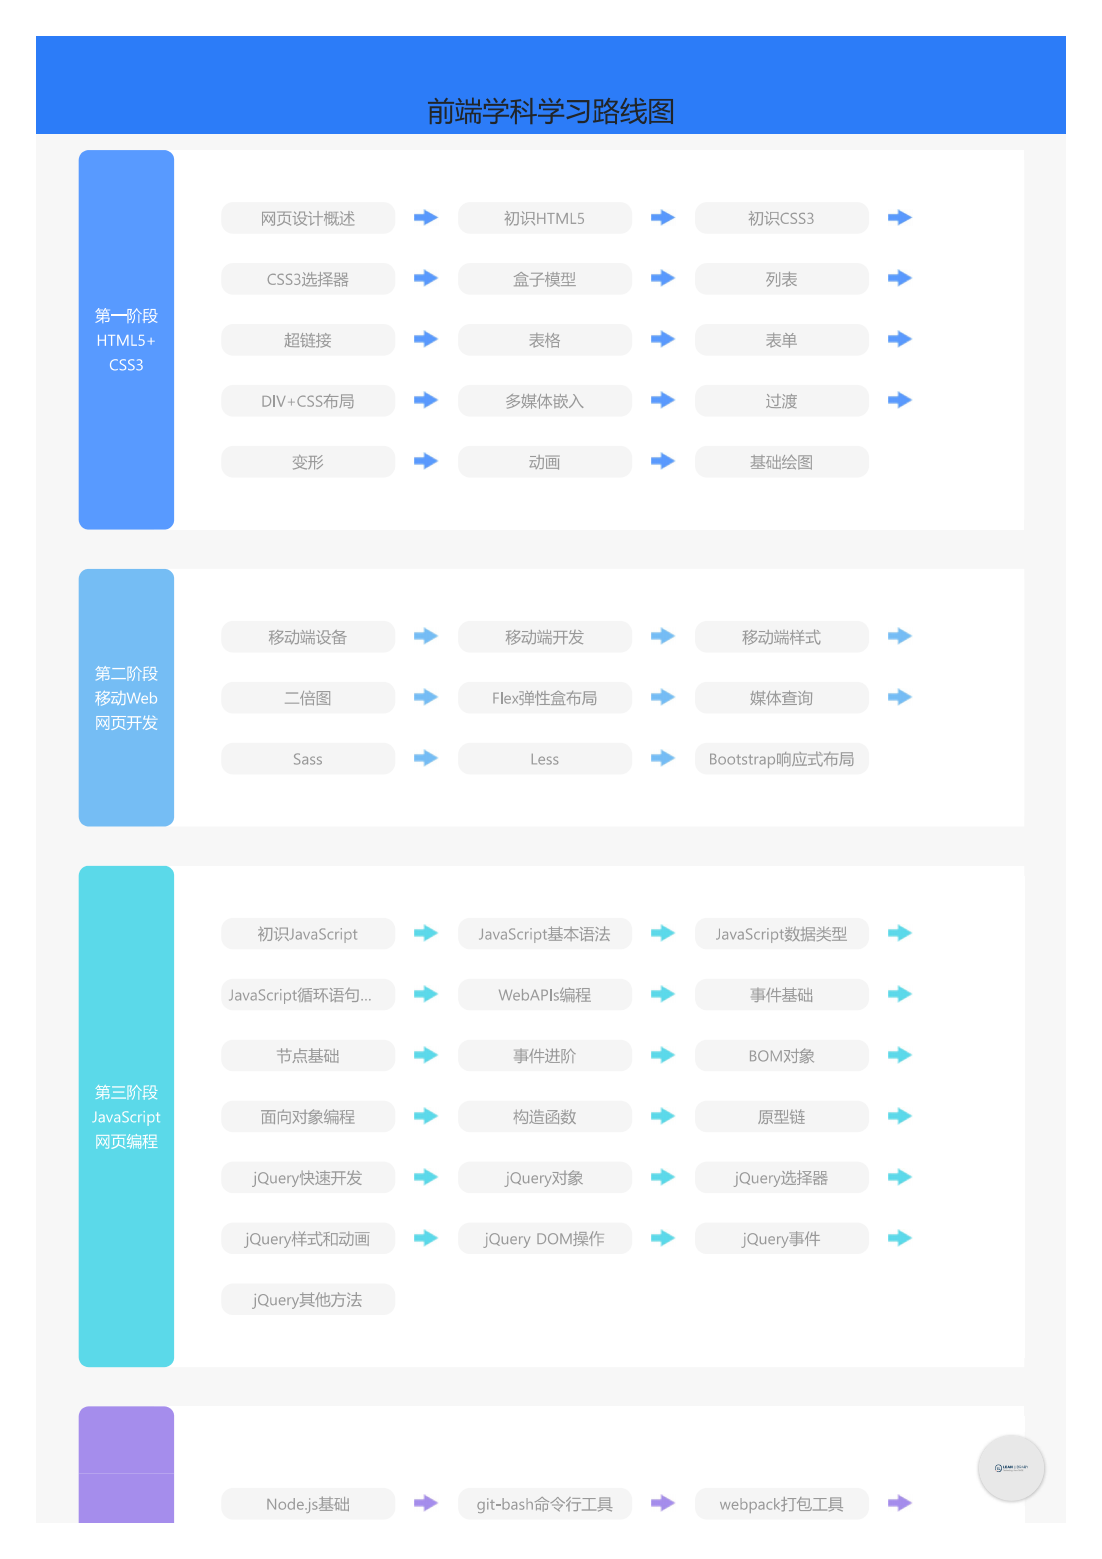 前端学科学习路线图
第一阶段
HTML5+
CSS3
网页设计概述 初识HTML5 初识CSS3
CSS3选择器 盒子模型 列表
超链接 表格 表单
DIV+CSS布局 多媒体嵌入 过渡
变形 动画 基础绘图
第二阶段
移动Web
网页开发
移动端设备 移动端开发 移动端样式
二倍图 Flex弹性盒布局 媒体查询
Sass Less Bootstrap响应式布局
第三阶段
JavaScript
网页编程
初识JavaScript JavaScript基本语法 JavaScript数据类型
JavaScript循环语句... WebAPIs编程 事件基础
节点基础 事件进阶 BOM对象
面向对象编程 构造函数 原型链
jQuery快速开发 jQuery对象 jQuery选择器
jQuery样式和动画 jQuery DOM操作 jQuery事件
jQuery其他方法
Node.js基础 git-bash命令行工具 webpack打包工具